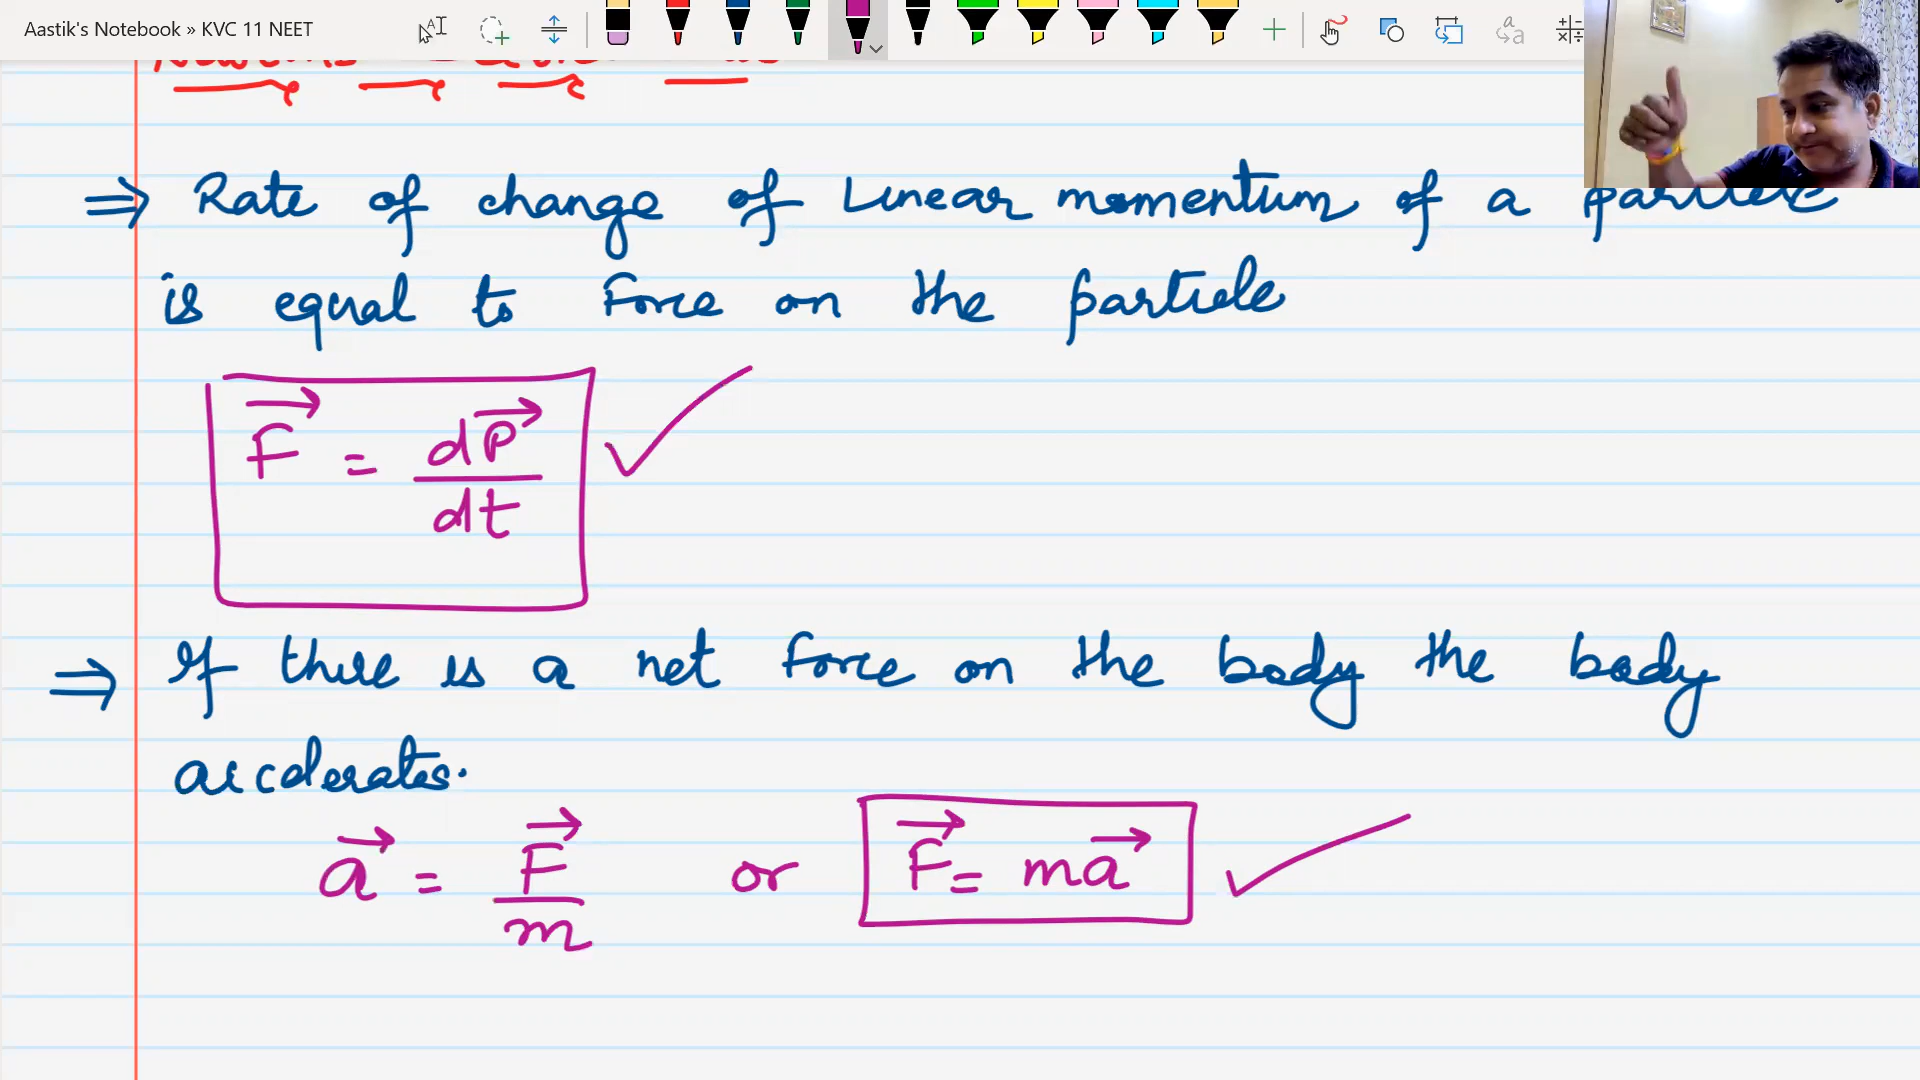 Aastik's Notebook » KVC 11 NEET
⇒ Rate of change of Linear momentum of a particle
is equal to Force on the particle
F⃗ = dP⃗/dt ✓
⇒ If there is a net force on the body the body
accelerates.
a⃗ = F⃗/m or F⃗ = ma⃗ ✓